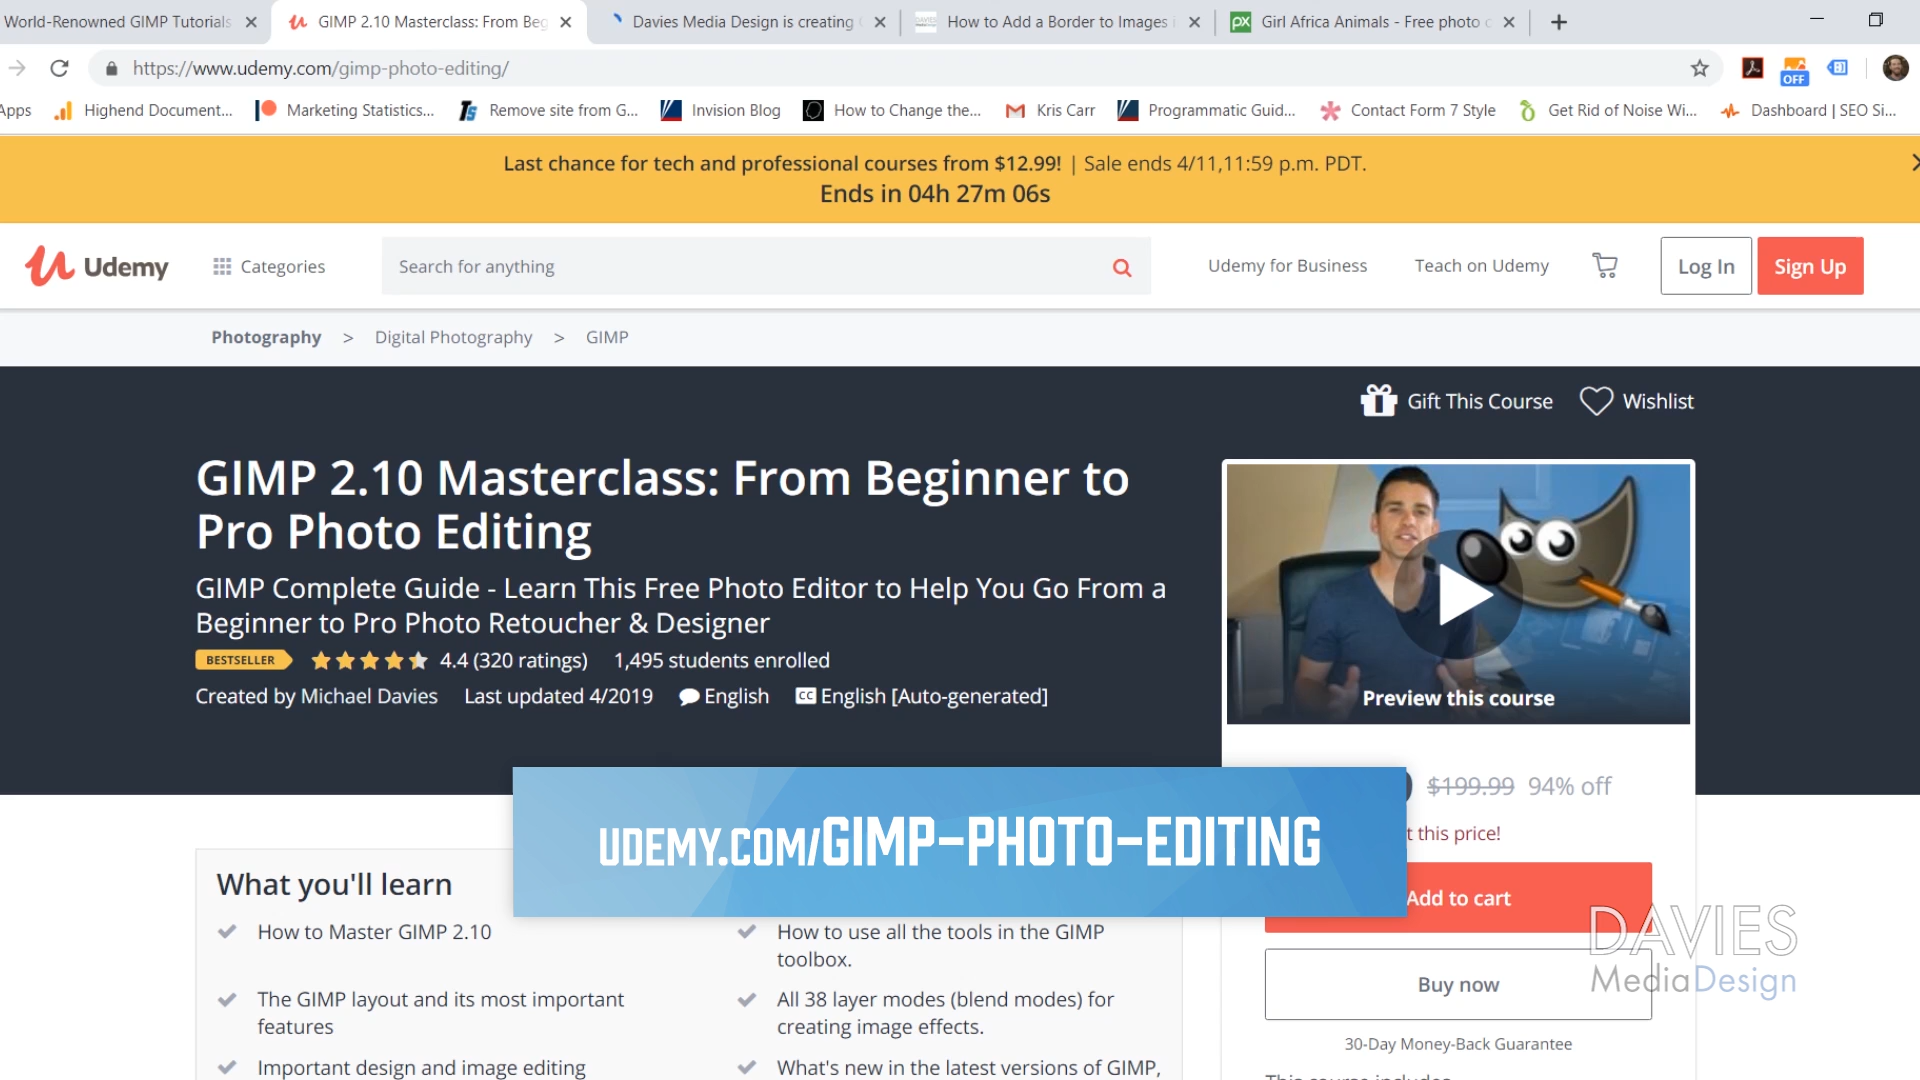 World-Renowned GIMP Tutorials
GIMP 2.10 Masterclass: From Beg
Davies Media Design is creating
How to Add a Border to Images
Girl Africa Animals - Free photo
https://www.udemy.com/gimp-photo-editing/
OFF
Apps
Highend Document...
Marketing Statistics...
Remove site from G...
Invision Blog
How to Change the...
Kris Carr
Programmatic Guid...
Contact Form 7 Style
Get Rid of Noise Wi...
Dashboard | SEO Si...
Last chance for tech and professional courses from $12.99! | Sale ends 4/11,11:59 p.m. PDT.
Ends in 04h 27m 06s
Udemy
Categories
Search for anything
Udemy for Business
Teach on Udemy
Log In
Sign Up
Photography > Digital Photography > GIMP
Gift This Course
Wishlist
GIMP 2.10 Masterclass: From Beginner to
Pro Photo Editing
GIMP Complete Guide - Learn This Free Photo Editor to Help You Go From a
Beginner to Pro Photo Retoucher & Designer
BESTSELLER 4.4 (320 ratings) 1,495 students enrolled
Created by Michael Davies Last updated 4/2019 English CC English [Auto-generated]
Preview this course
$199.99 94% off
t this price!
UDEMY.COM/GIMP-PHOTO-EDITING
Add to cart
Buy now
30-Day Money-Back Guarantee
DAVIES
MediaDesign
What you'll learn
How to Master GIMP 2.10
How to use all the tools in the GIMP
toolbox.
The GIMP layout and its most important
features
All 38 layer modes (blend modes) for
creating image effects.
Important design and image editing
What's new in the latest versions of GIMP,